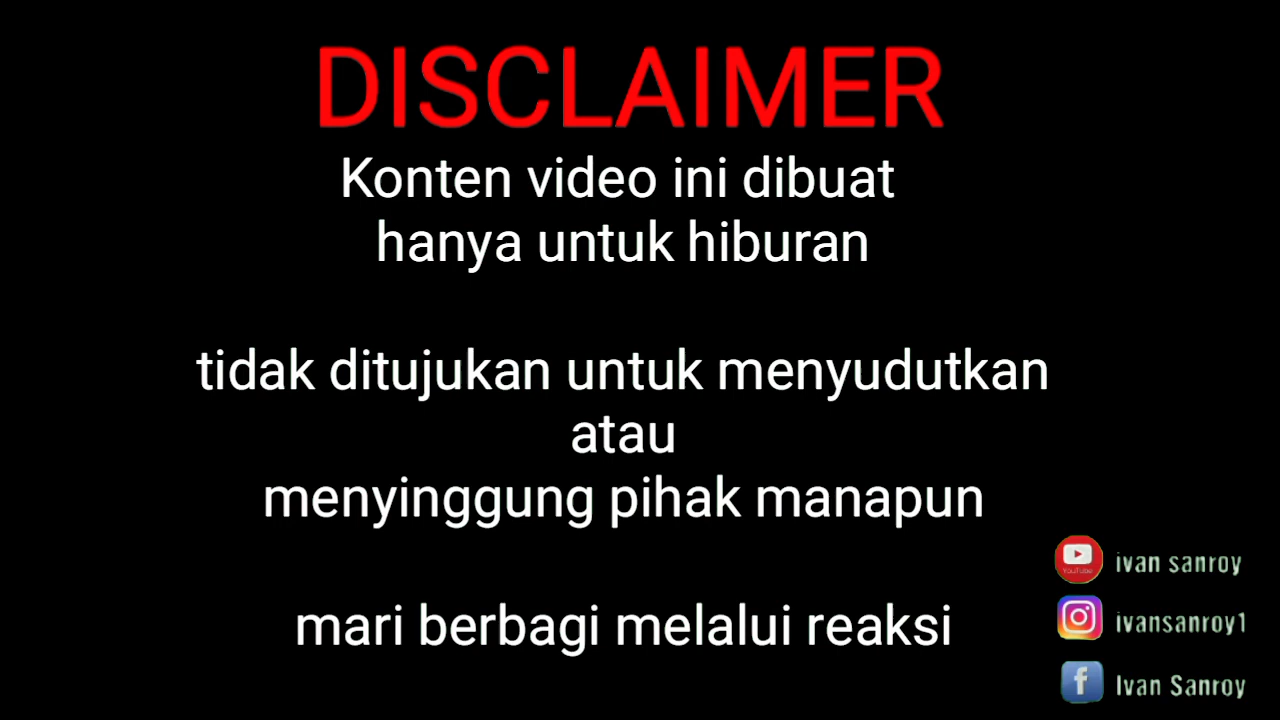 DISCLAIMER
Konten video ini dibuat
hanya untuk hiburan
tidak ditujukan untuk menyudutkan
atau
menyinggung pihak manapun
mari berbagi melalui reaksi
YouTube
ivan sanroy
ivansanroy1
f
Ivan Sanroy